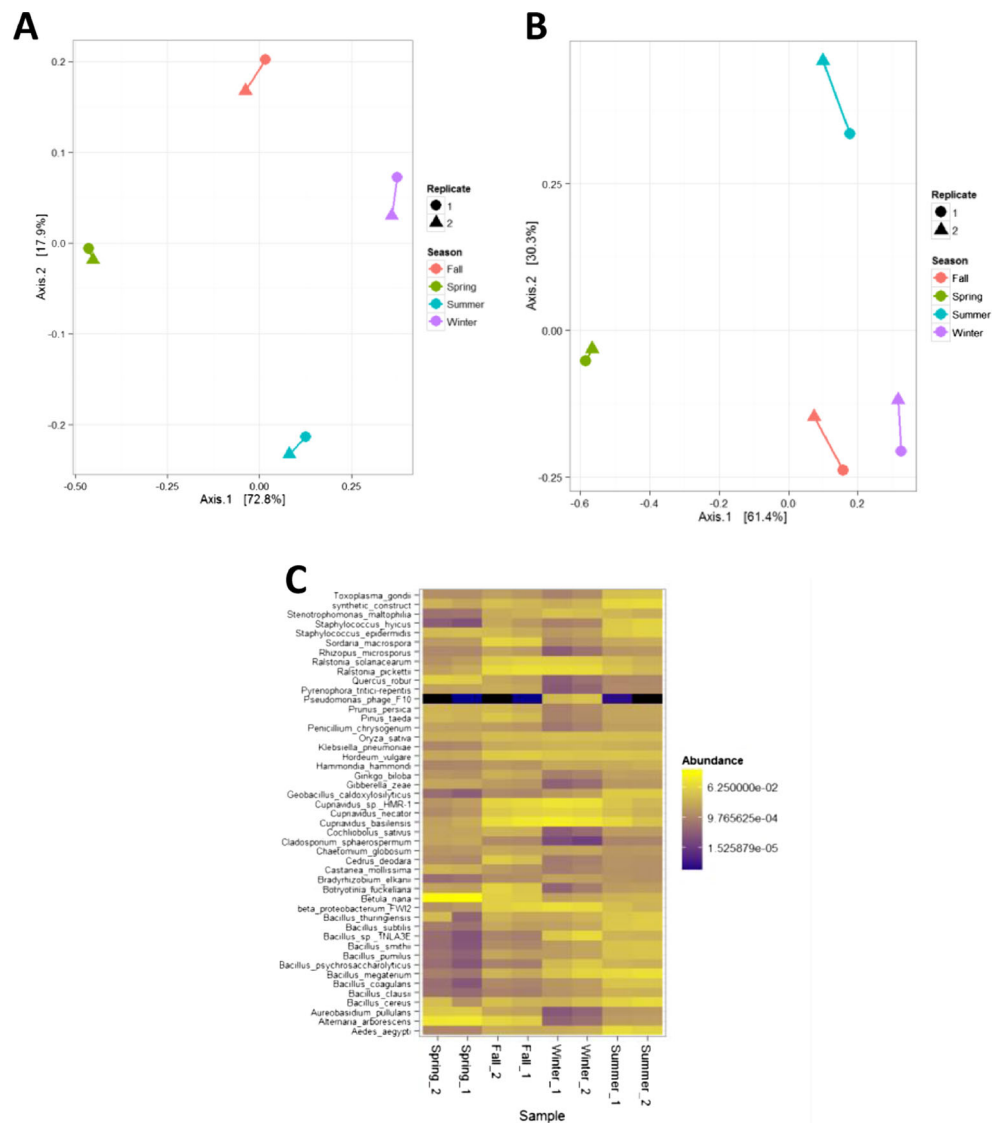 A
B
0.2
0.1
0.0
-0.1
-0.2
Axis.2 [17.9%]
-0.50
-0.25
0.00
0.25
Axis.1 [72.8%]
Replicate
1
2
Season
Fall
Spring
Summer
Winter
0.25
0.00
-0.25
Axis.2 [30.3%]
-0.6
-0.4
-0.2
0.0
0.2
Axis.1 [61.4%]
Replicate
1
2
Season
Fall
Spring
Summer
Winter
C
Toxoplasma_gondii
synthetic_construct
Stenotrophomonas_maltophilia
Staphylococcus_hyicus
Staphylococcus_epidermidis
Sordaria_macrospora
Rhizopus_microsporus
Ralstonia_solanacearum
Ralstonia_pickettii
Quercus_robur
Pyrenophora_tritici-repentis
Pseudomonas_phage_F10
Prunus_persica
Pinus_taeda
Penicillium_chrysogenum
Oryza_sativa
Klebsiella_pneumoniae
Hordeum_vulgare
Hammondia_hammondi
Ginkgo_biloba
Gibberella_zeae
Geobacillus_caldoxylosilyticus
Cupriavidus_sp._HMR-1
Cupriavidus_necator
Cupriavidus_basilensis
Cochliobolus_sativus
Cladosporium_sphaerospermum
Chaetomium_globosum
Cedrus_deodara
Castanea_mollissima
Bradyrhizobium_elkanii
Botryotinia_fuckeliana
Betula_nana
beta_proteobacterium_FWI2
Bacillus_thuringiensis
Bacillus_subtilis
Bacillus_sp._1NLA3E
Bacillus_smithii
Bacillus_pumilus
Bacillus_psychrosaccharolyticus
Bacillus_megaterium
Bacillus_coagulans
Bacillus_clausii
Bacillus_cereus
Aureobasidium_pullulans
Alternaria_arborescens
Aedes_aegypti
Spring_2
Spring_1
Fall_2
Fall_1
Winter_1
Winter_2
Summer_1
Summer_2
Sample
Abundance
6.250000e-02
9.765625e-04
1.525879e-05